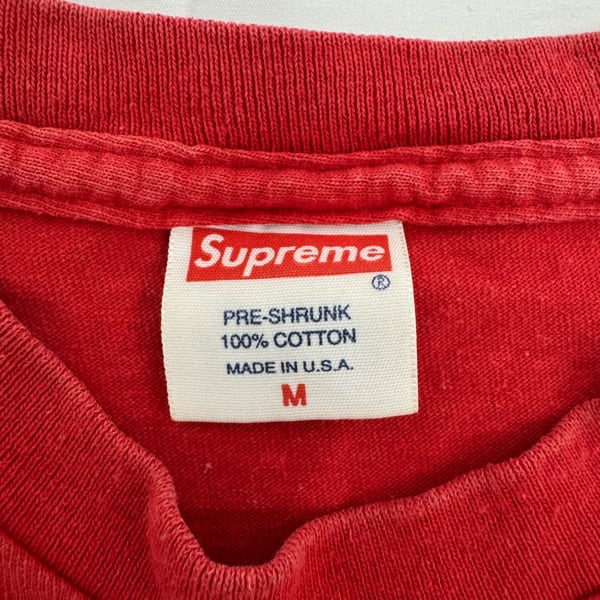 Supreme
®
PRE-SHRUNK
100% COTTON
MADE IN U.S.A.
M